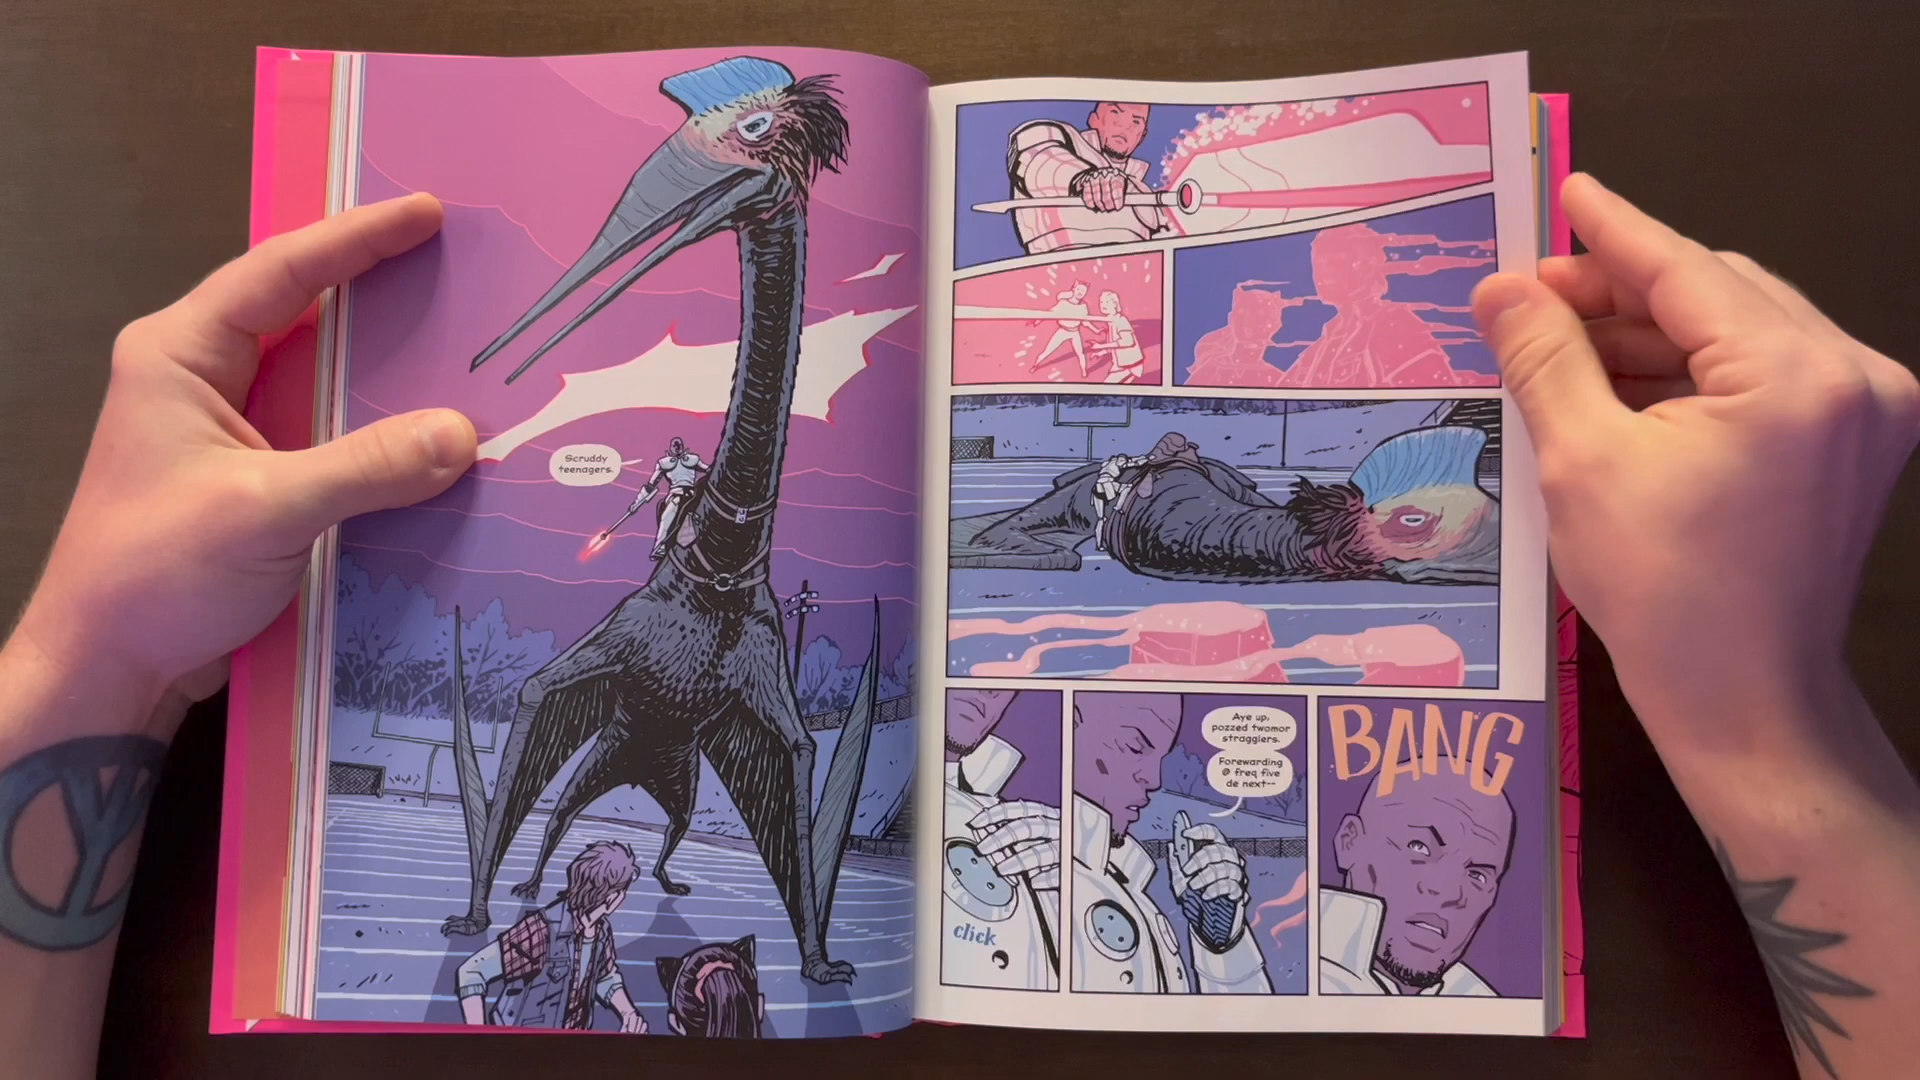 Scruddy
teenagers.
Aye up,
pozzed twomor
stragglers.
Forewarding
@ freq five
de next--
click
BANG